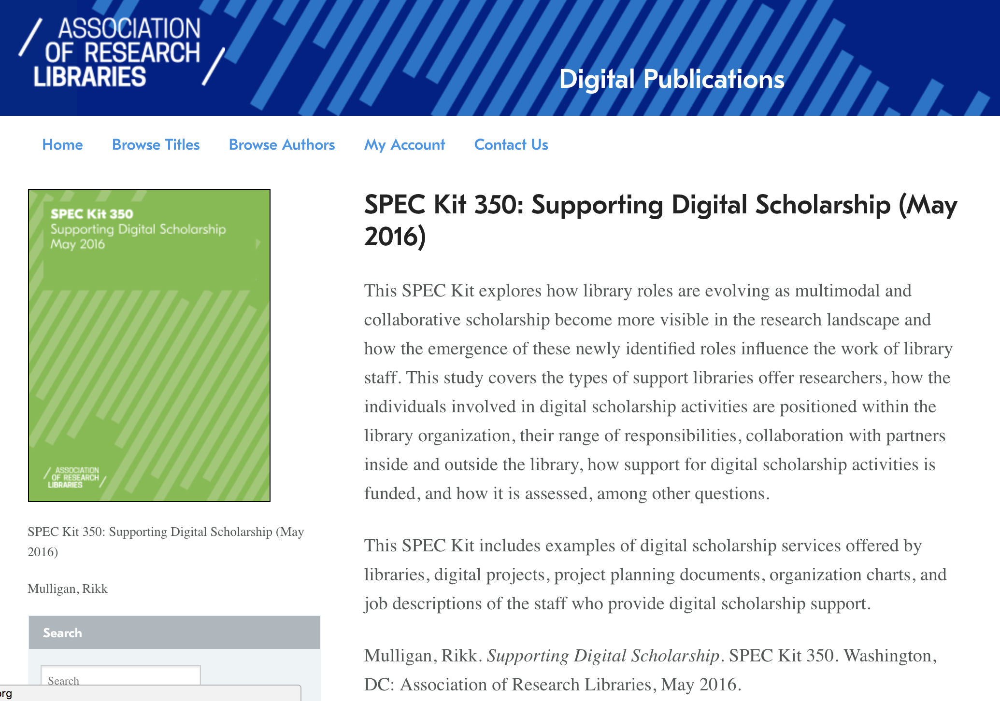 ASSOCIATION
OF RESEARCH
LIBRARIES
Digital Publications
Home Browse Titles Browse Authors My Account Contact Us
SPEC Kit 350
Supporting Digital Scholarship
May 2016
ASSOCIATION
OF RESEARCH
LIBRARIES
SPEC Kit 350: Supporting Digital Scholarship (May
2016)
Mulligan, Rikk
Search
Search
org
SPEC Kit 350: Supporting Digital Scholarship (May
2016)
This SPEC Kit explores how library roles are evolving as multimodal and
collaborative scholarship become more visible in the research landscape and
how the emergence of these newly identified roles influence the work of library
staff. This study covers the types of support libraries offer researchers, how the
individuals involved in digital scholarship activities are positioned within the
library organization, their range of responsibilities, collaboration with partners
inside and outside the library, how support for digital scholarship activities is
funded, and how it is assessed, among other questions.
This SPEC Kit includes examples of digital scholarship services offered by
libraries, digital projects, project planning documents, organization charts, and
job descriptions of the staff who provide digital scholarship support.
Mulligan, Rikk. Supporting Digital Scholarship. SPEC Kit 350. Washington,
DC: Association of Research Libraries, May 2016.